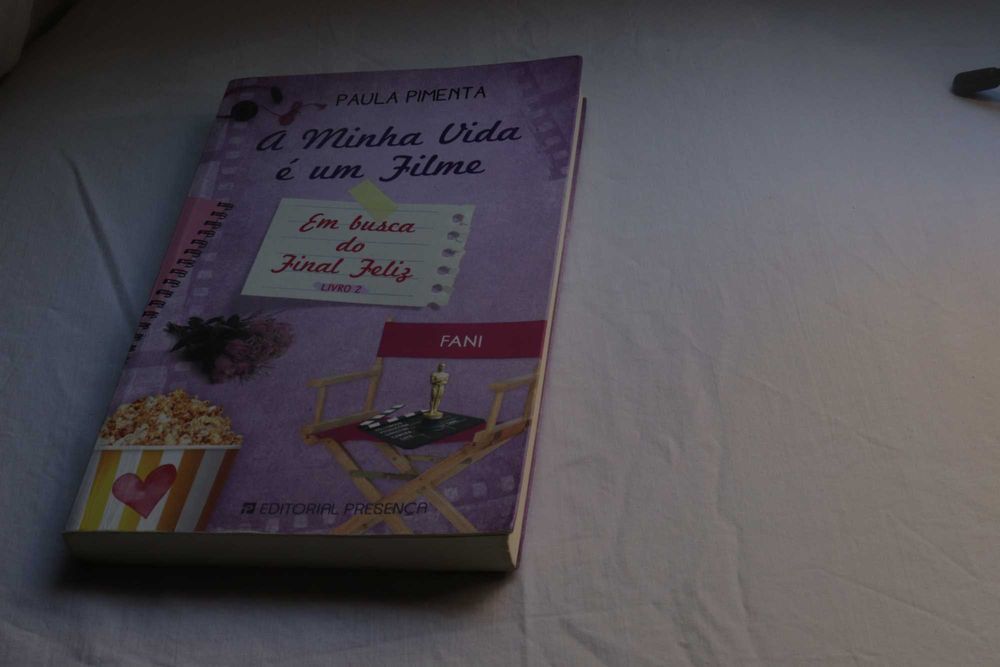 PAULA PIMENTA
A Minha Vida
é um Filme
Em busca
do
Final Feliz
LIVRO 2
FANI
EDITORIAL PRESENÇA